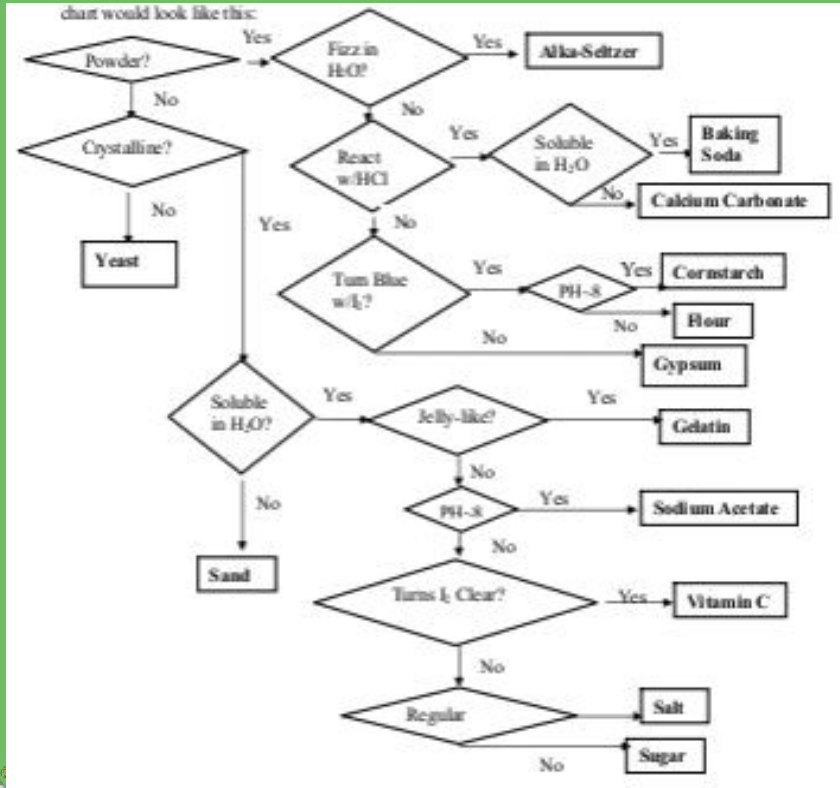 chart would look like this:
Powder?
Yes
Fizz in
H₂O?
Yes
Alka-Seltzer
No
No
Crystalline?
React
w/HCl
Yes
Soluble
in H₂O
Yes
Baking
Soda
No
Calcium Carbonate
No
Yeast
Yes
No
Turn Blue
w/I₂?
Yes
PH~8
Yes
Cornstarch
No
Flour
No
Gypsum
Soluble
in H₂O?
Yes
Jelly-like?
Yes
Gelatin
No
No
PH~8
Yes
Sodium Acetate
No
Sand
Turns I₂ Clear?
Yes
Vitamin C
No
Regular
Salt
No
Sugar